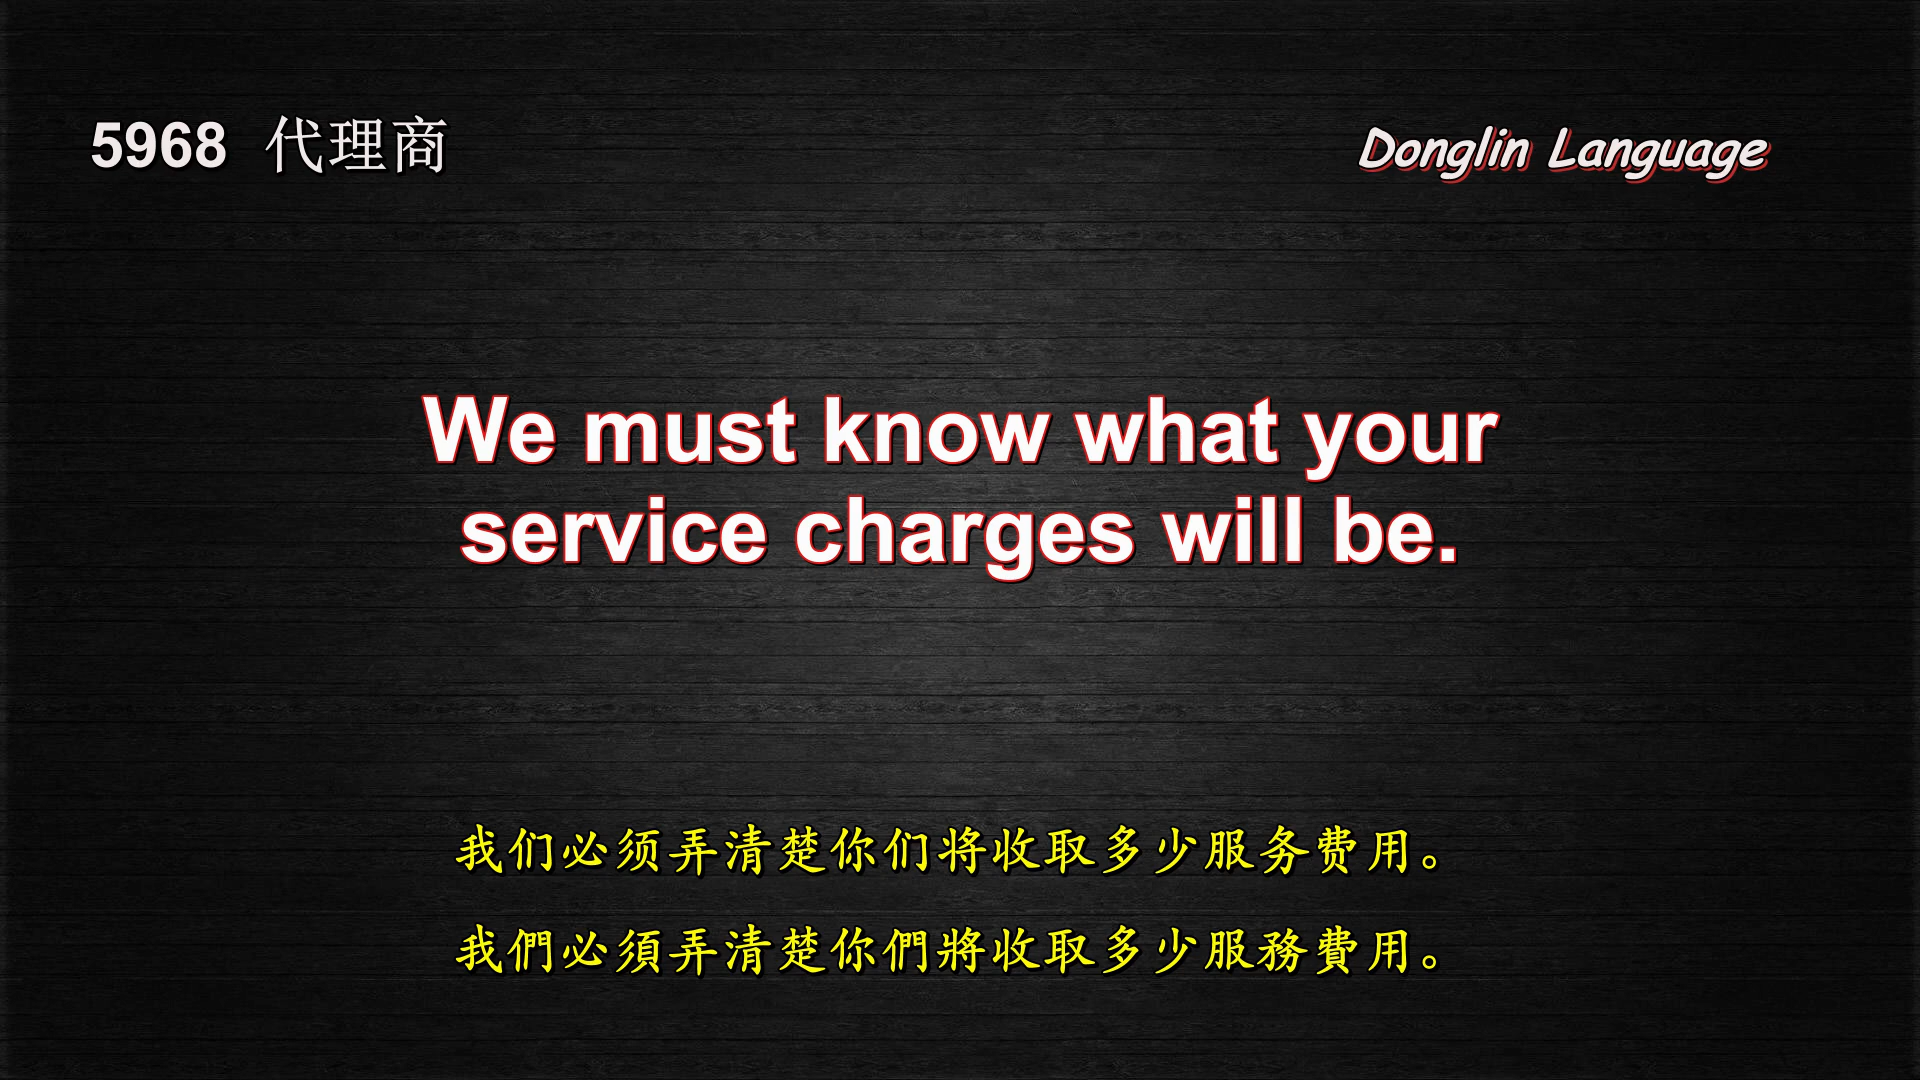 5968 代理商
Donglin Language
We must know what your
service charges will be.
我们必须弄清楚你们将收取多少服务费用。
我們必須弄清楚你們將收取多少服務費用。